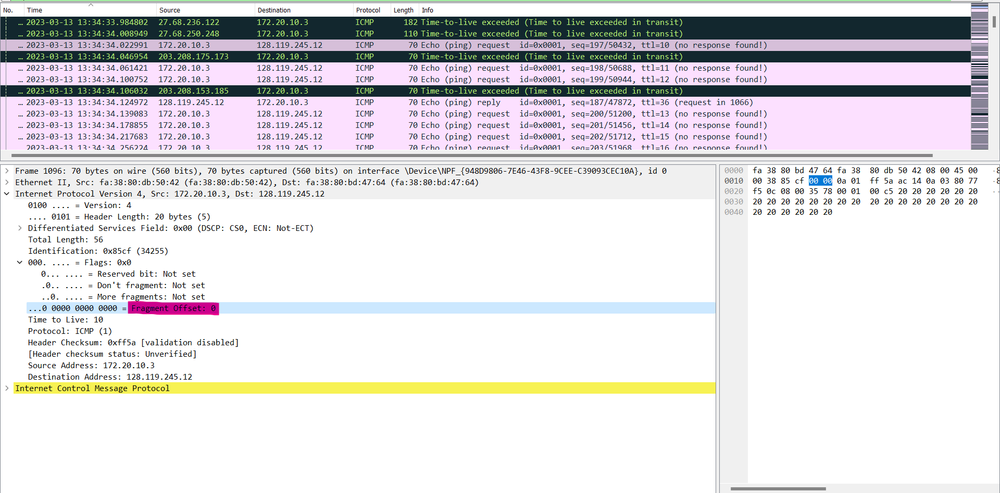 No. Time Source Destination Protocol Length Info
… 2023-03-13 13:34:33.984802 27.68.236.122 172.20.10.3 ICMP 182 Time-to-live exceeded (Time to live exceeded in transit)
… 2023-03-13 13:34:34.008949 27.68.250.248 172.20.10.3 ICMP 110 Time-to-live exceeded (Time to live exceeded in transit)
… 2023-03-13 13:34:34.022991 172.20.10.3 128.119.245.12 ICMP 70 Echo (ping) request id=0x0001, seq=197/50432, ttl=10 (no response found!)
… 2023-03-13 13:34:34.046954 203.208.175.173 172.20.10.3 ICMP 70 Time-to-live exceeded (Time to live exceeded in transit)
… 2023-03-13 13:34:34.061421 172.20.10.3 128.119.245.12 ICMP 70 Echo (ping) request id=0x0001, seq=198/50688, ttl=11 (no response found!)
… 2023-03-13 13:34:34.100752 172.20.10.3 128.119.245.12 ICMP 70 Echo (ping) request id=0x0001, seq=199/50944, ttl=12 (no response found!)
… 2023-03-13 13:34:34.106032 203.208.153.185 172.20.10.3 ICMP 70 Time-to-live exceeded (Time to live exceeded in transit)
… 2023-03-13 13:34:34.124972 128.119.245.12 172.20.10.3 ICMP 70 Echo (ping) reply id=0x0001, seq=187/47872, ttl=36 (request in 1066)
… 2023-03-13 13:34:34.139083 172.20.10.3 128.119.245.12 ICMP 70 Echo (ping) request id=0x0001, seq=200/51200, ttl=13 (no response found!)
… 2023-03-13 13:34:34.178855 172.20.10.3 128.119.245.12 ICMP 70 Echo (ping) request id=0x0001, seq=201/51456, ttl=14 (no response found!)
… 2023-03-13 13:34:34.217683 172.20.10.3 128.119.245.12 ICMP 70 Echo (ping) request id=0x0001, seq=202/51712, ttl=15 (no response found!)
… 2023-03-13 13:34:34.256224 172.20.10.3 128.119.245.12 ICMP 70 Echo (ping) request id=0x0001, seq=203/51968, ttl=16 (no response found!)
Frame 1096: 70 bytes on wire (560 bits), 70 bytes captured (560 bits) on interface \Device\NPF_{948D9806-7E46-43F8-9CEE-C39093CEC10A}, id 0
Ethernet II, Src: fa:38:80:db:50:42 (fa:38:80:db:50:42), Dst: fa:38:80:bd:47:64 (fa:38:80:bd:47:64)
Internet Protocol Version 4, Src: 172.20.10.3, Dst: 128.119.245.12
0100 .... = Version: 4
.... 0101 = Header Length: 20 bytes (5)
Differentiated Services Field: 0x00 (DSCP: CS0, ECN: Not-ECT)
Total Length: 56
Identification: 0x85cf (34255)
000. .... = Flags: 0x0
0... .... = Reserved bit: Not set
.0.. .... = Don't fragment: Not set
..0. .... = More fragments: Not set
...0 0000 0000 0000 = Fragment Offset: 0
Time to Live: 10
Protocol: ICMP (1)
Header Checksum: 0xff5a [validation disabled]
[Header checksum status: Unverified]
Source Address: 172.20.10.3
Destination Address: 128.119.245.12
Internet Control Message Protocol
0000 fa 38 80 bd 47 64 fa 38 80 db 50 42 08 00 45 00 ·8
0010 00 38 85 cf 00 00 0a 01 ff 5a ac 14 0a 03 80 77 ·8
0020 f5 0c 08 00 35 78 00 01 00 c5 20 20 20 20 20 20 ··
0030 20 20 20 20 20 20 20 20 20 20 20 20 20 20 20 20
0040 20 20 20 20 20 20